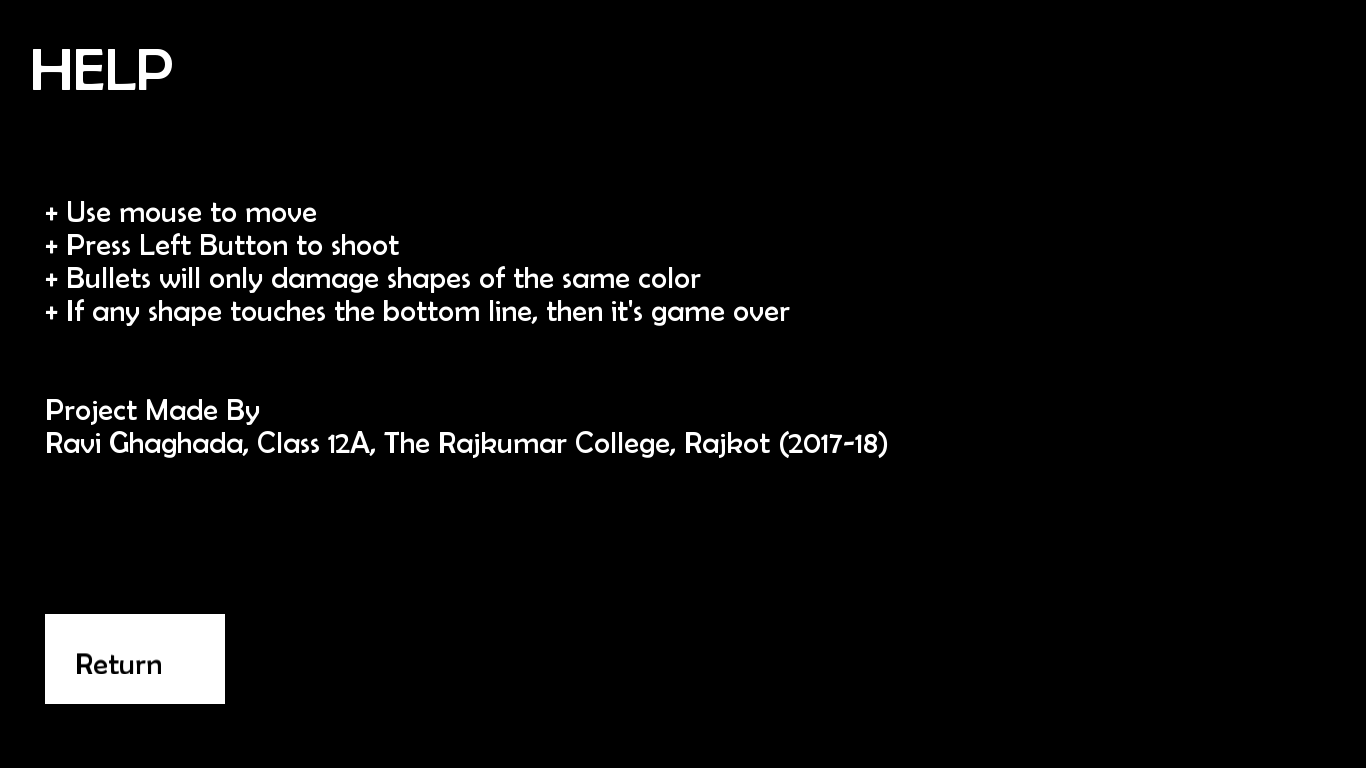 HELP
+ Use mouse to move
+ Press Left Button to shoot
+ Bullets will only damage shapes of the same color
+ If any shape touches the bottom line, then it's game over
Project Made By
Ravi Ghaghada, Class 12A, The Rajkumar College, Rajkot (2017-18)
Return